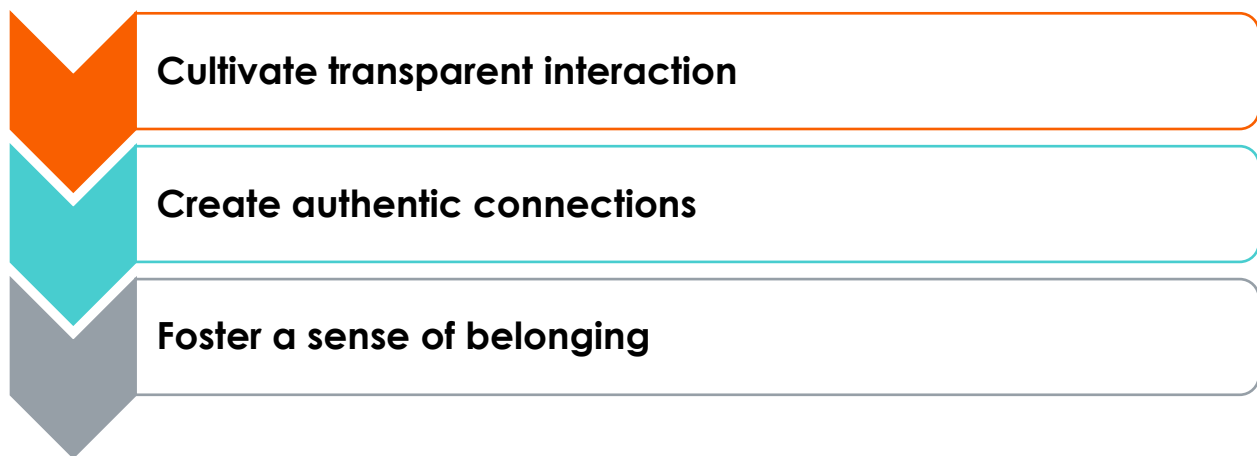 Cultivate transparent interaction
Create authentic connections
Foster a sense of belonging